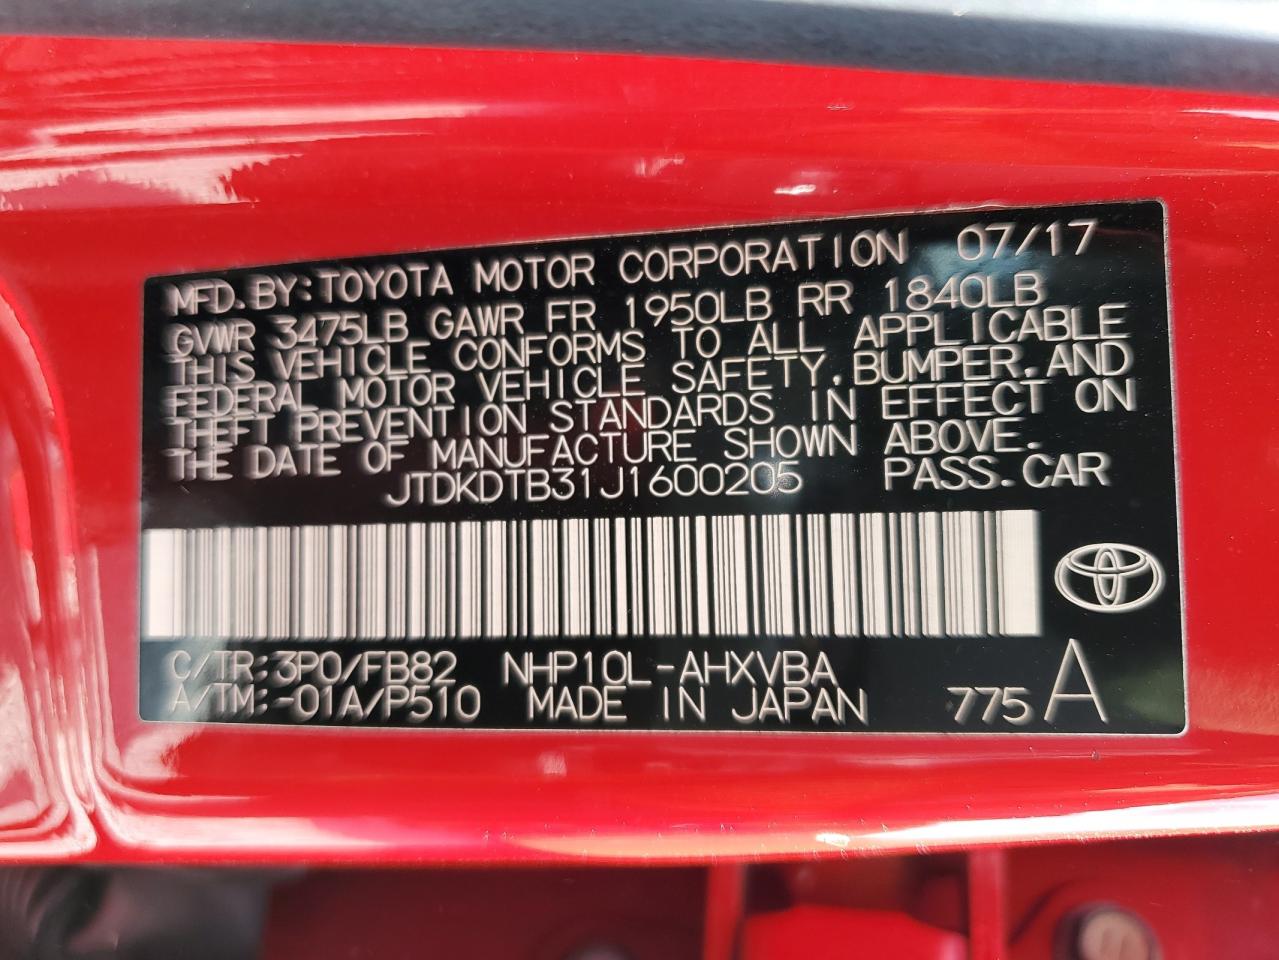 MFD.BY:TOYOTA MOTOR CORPORATION 07/17
GVWR 3475LB GAWR FR 1950LB RR 1840LB
THIS VEHICLE CONFORMS TO ALL APPLICABLE
FEDERAL MOTOR VEHICLE SAFETY,BUMPER,AND
THEFT PREVENTION STANDARDS IN EFFECT ON
THE DATE OF MANUFACTURE SHOWN ABOVE.
JTDKDTB31J1600205 PASS.CAR
C/TR:3P0/FB82 NHP10L-AHXVBA
A/TM:-01A/P510 MADE IN JAPAN 775 A